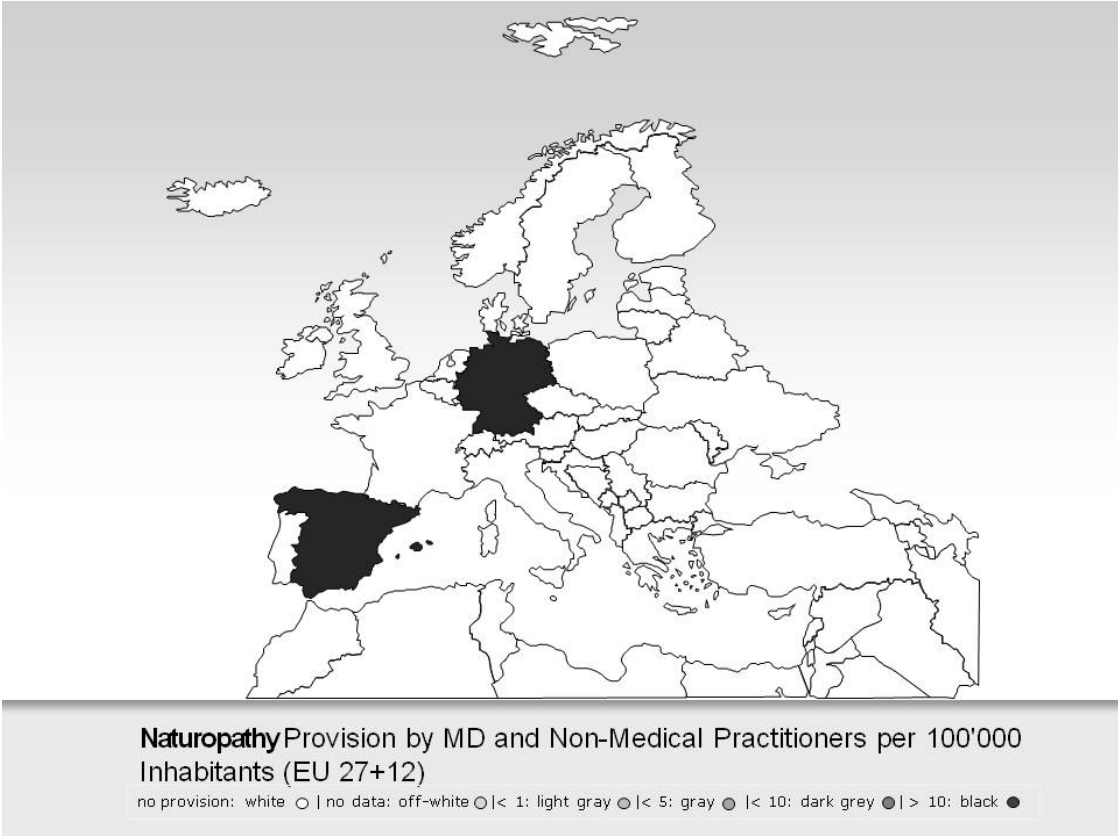 Naturopathy Provision by MD and Non-Medical Practitioners per 100'000
Inhabitants (EU 27+12)
no provision: white | no data: off-white |< 1: light gray |< 5: gray |< 10: dark grey | > 10: black